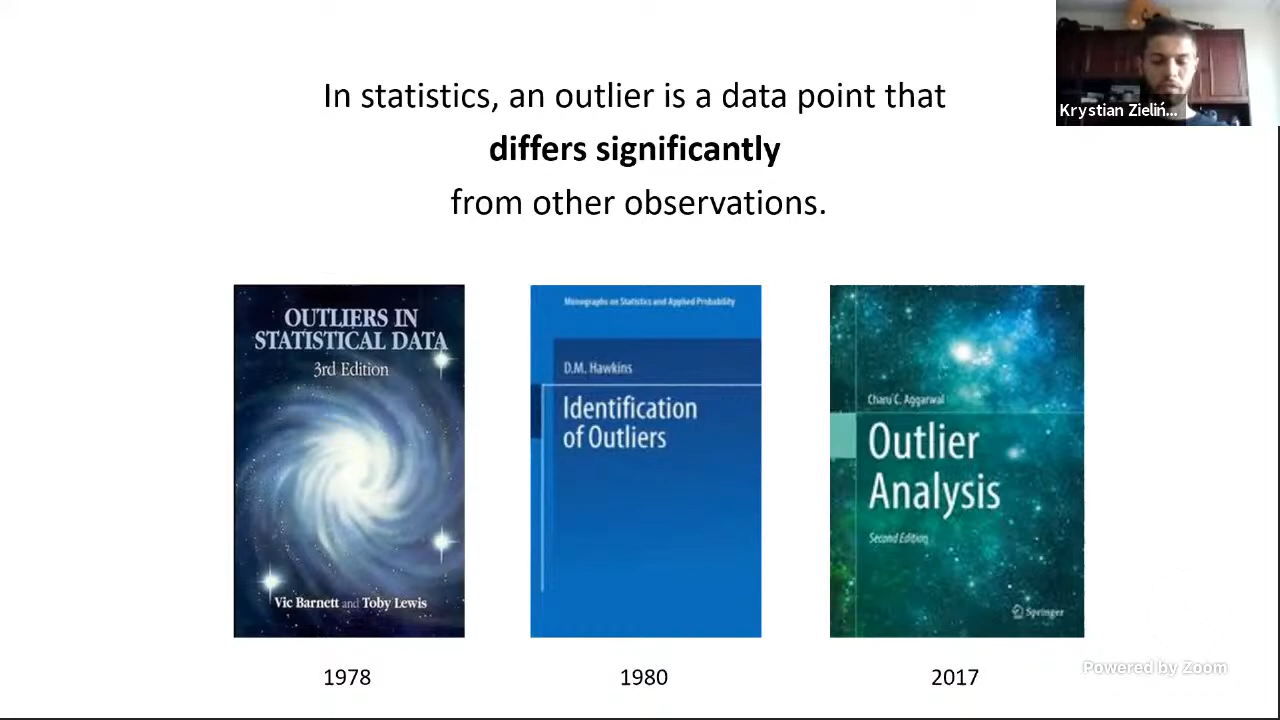 In statistics, an outlier is a data point that
differs significantly
from other observations.
Krystian Zieliń...
OUTLIERS IN
STATISTICAL DATA
3rd Edition
Vic Barnett and Toby Lewis
1978
Monographs on Statistics and Applied Probability
D.M. Hawkins
Identification
of Outliers
1980
Charu C. Aggarwal
Outlier
Analysis
Second Edition
Springer
2017
Powered by Zoom